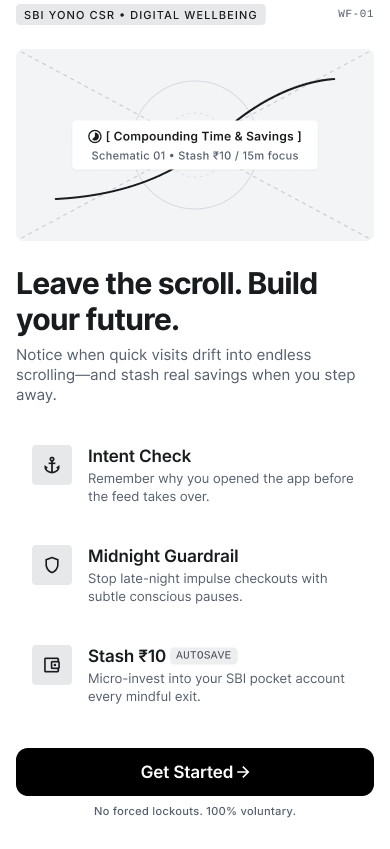 SBI YONO CSR • DIGITAL WELLBEING
WF-01
[ Compounding Time & Savings ]
Schematic 01 • Stash ₹10 / 15m focus
Leave the scroll. Build
your future.
Notice when quick visits drift into endless
scrolling—and stash real savings when you step
away.
Intent Check
Remember why you opened the app before
the feed takes over.
Midnight Guardrail
Stop late-night impulse checkouts with
subtle conscious pauses.
Stash ₹10 AUTOSAVE
Micro-invest into your SBI pocket account
every mindful exit.
Get Started →
No forced lockouts. 100% voluntary.